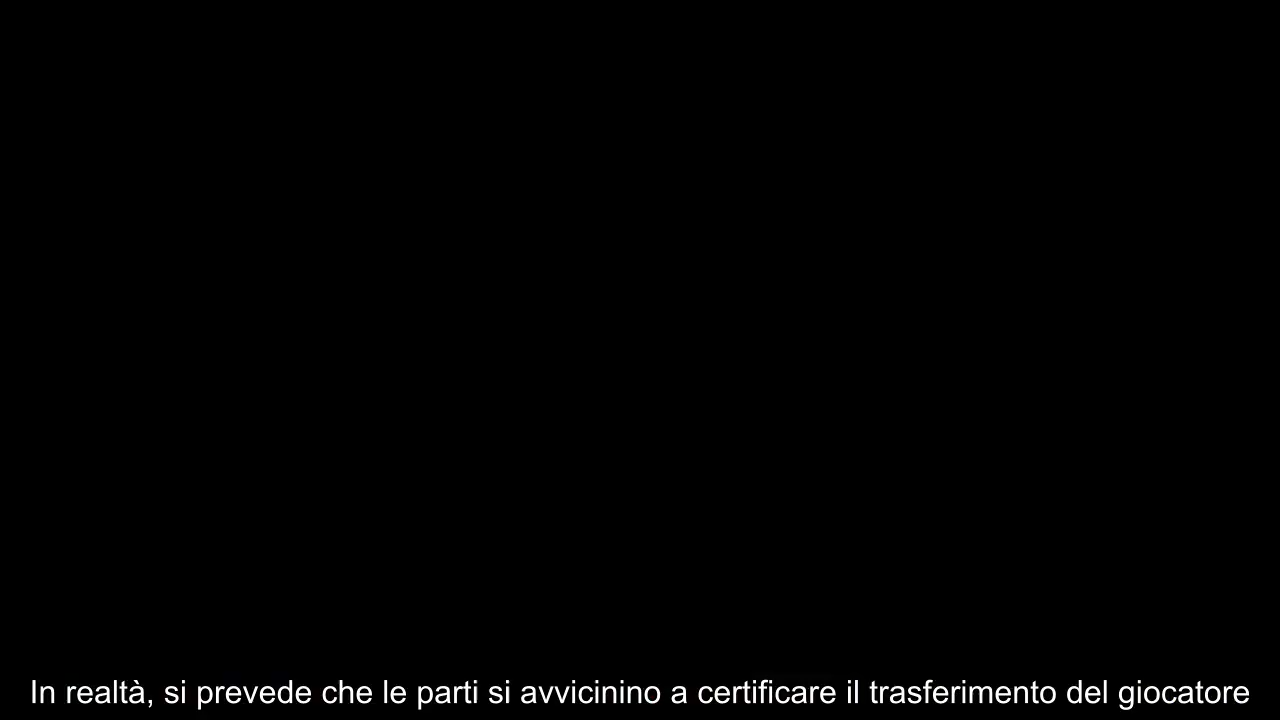 In realtà, si prevede che le parti si avvicinino a certificare il trasferimento del giocatore